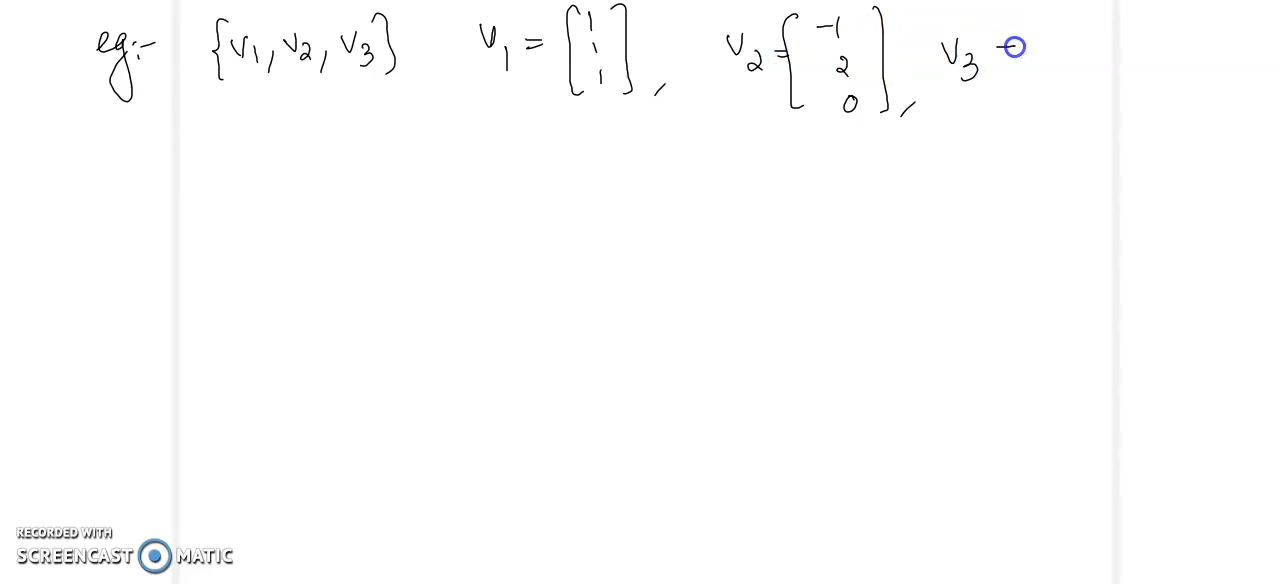 eg:- {v1, v2, v3} v1 = [1 1 1], v2 = [-1 2 0], v3 -
RECORDED WITH
SCREENCAST MATIC